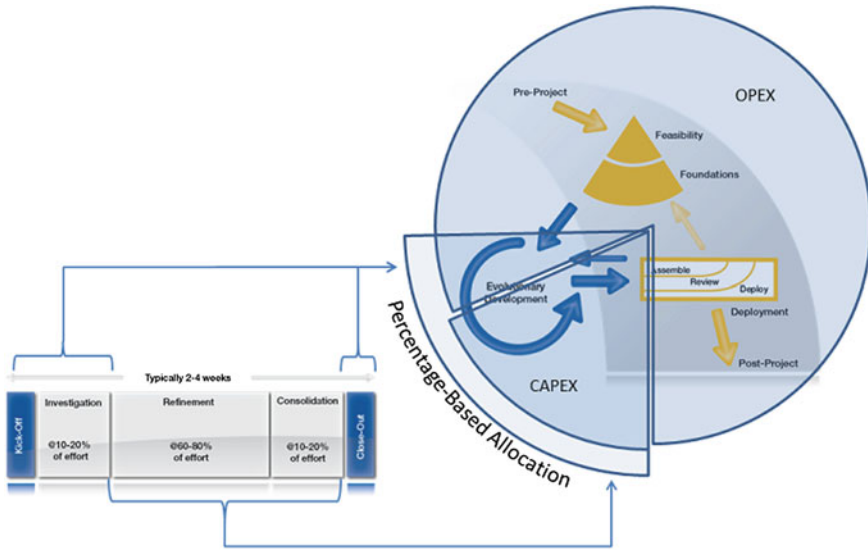 Pre-Project
OPEX
Feasibility
Foundations
Assemble
Review
Deploy
Evolutionary
Development
Deployment
Post-Project
CAPEX
Percentage-Based Allocation
Typically 2-4 weeks
Kick-Off
Investigation
@10-20%
of effort
Refinement
@60-80%
of effort
Consolidation
@10-20%
of effort
Close-Out